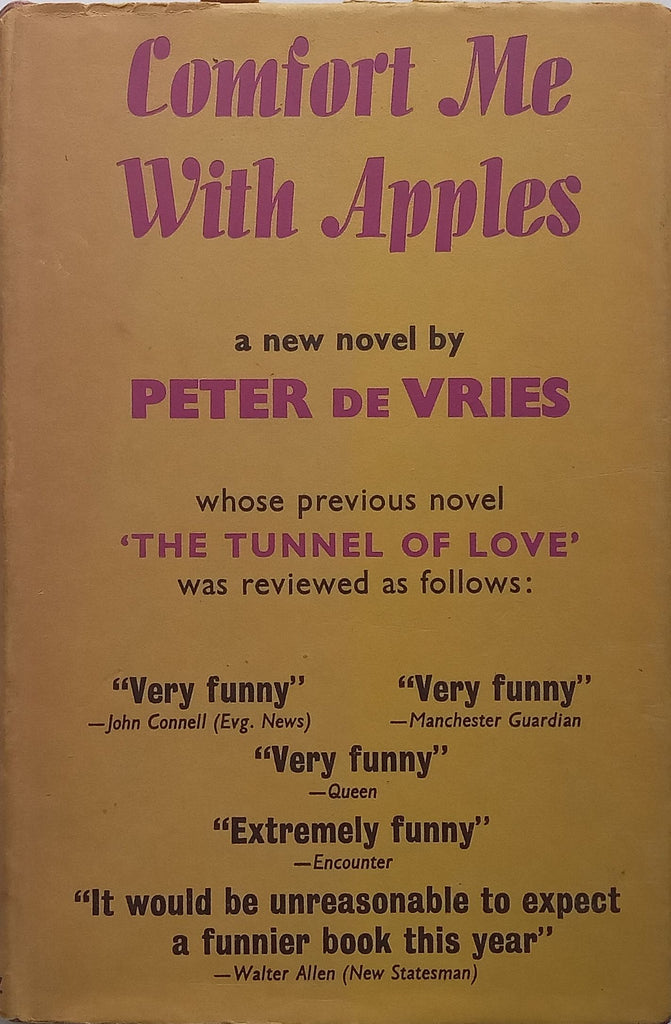 Comfort Me
With Apples
a new novel by
PETER DE VRIES
whose previous novel
‘THE TUNNEL OF LOVE’
was reviewed as follows:
“Very funny” “Very funny”
—John Connell (Evg. News) —Manchester Guardian
“Very funny”
—Queen
“Extremely funny”
—Encounter
“It would be unreasonable to expect
a funnier book this year”
—Walter Allen (New Statesman)